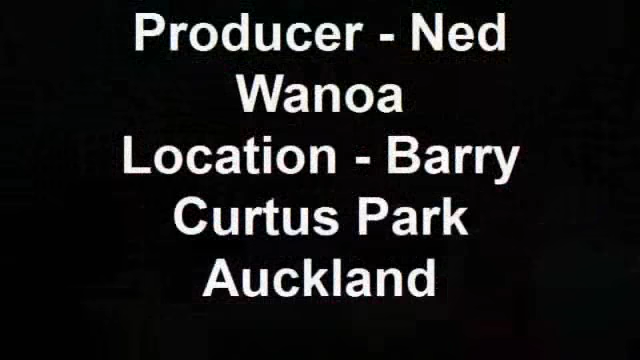 Producer - Ned
Wanoa
Location - Barry
Curtus Park
Auckland